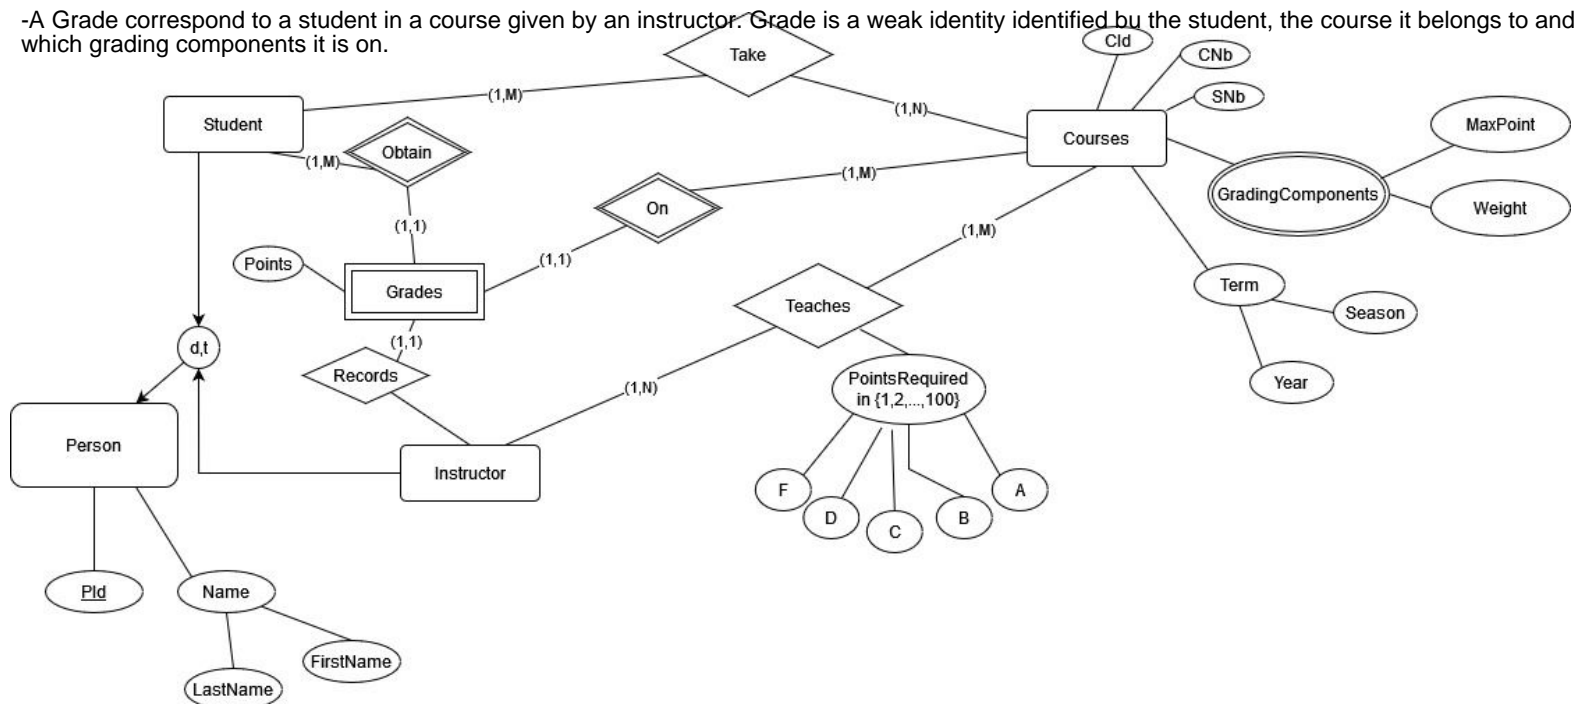 -A Grade correspond to a student in a course given by an instructor. Grade is a weak identity identified bu the student, the course it belongs to and
which grading components it is on.
Take
CId
CNb
SNb
(1,M)
(1,N)
Student
Courses
MaxPoint
Obtain
(1,M)
(1,M)
GradingComponents
On
Weight
(1,1)
(1,M)
(1,1)
Points
Grades
Term
Teaches
Season
(1,1)
d,t
Records
PointsRequired
in {1,2,...,100}
Year
(1,N)
Person
Instructor
F
D
C
B
A
PId
Name
FirstName
LastName